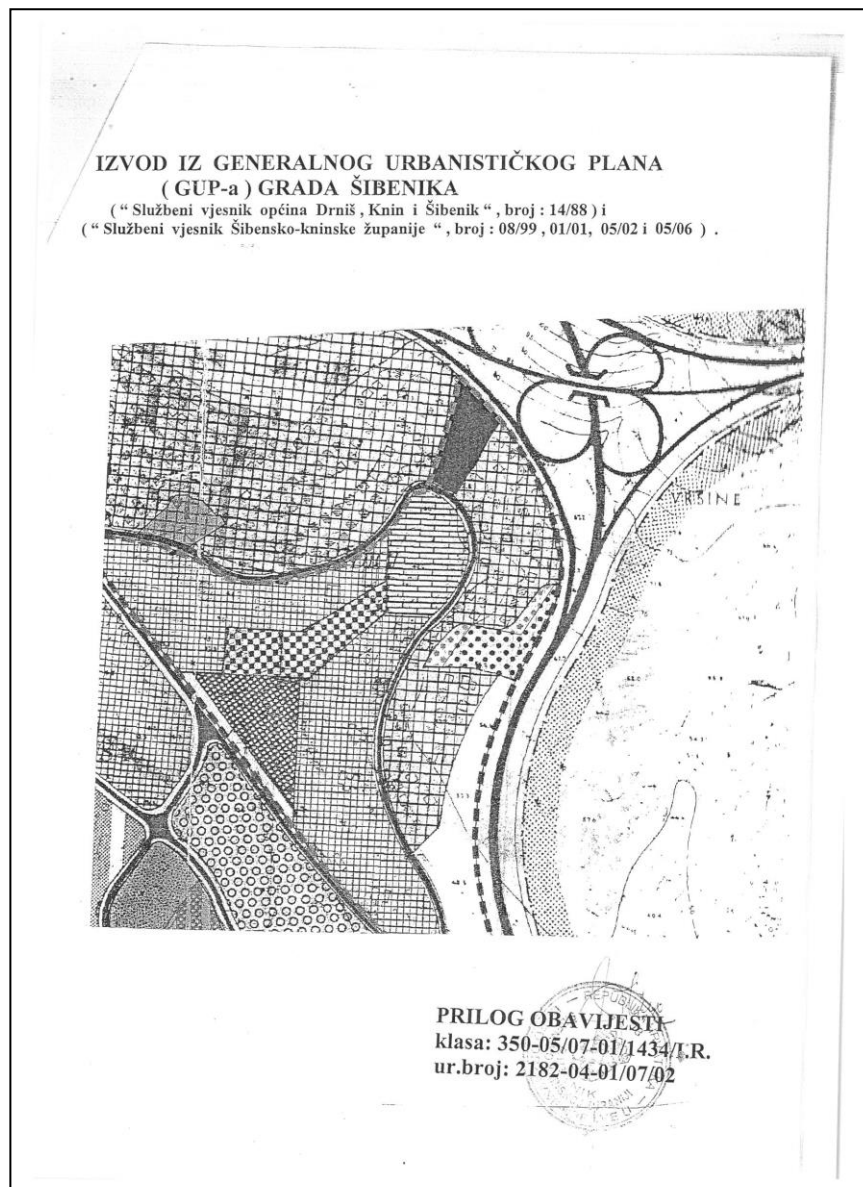 IZVOD IZ GENERALNOG URBANISTIČKOG PLANA
( GUP-a ) GRADA ŠIBENIKA
( “ Službeni vjesnik općina Drniš , Knin i Šibenik “ , broj : 14/88 ) i
( “ Službeni vjesnik Šibensko-kninske županije “ , broj : 08/99 , 01/01, 05/02 i 05/06 ) .
VRSINE
PRILOG OBAVIJESTI
klasa: 350-05/07-01/1434/I.R.
ur.broj: 2182-04-01/07/02